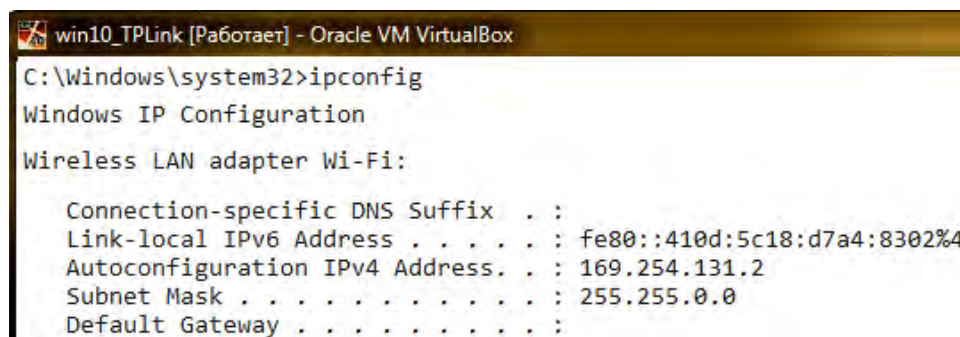 win10_TPLink [Работает] - Oracle VM VirtualBox
C:\Windows\system32>ipconfig
Windows IP Configuration
Wireless LAN adapter Wi-Fi:
Connection-specific DNS Suffix . :
Link-local IPv6 Address . . . . . : fe80::410d:5c18:d7a4:8302%4
Autoconfiguration IPv4 Address. . : 169.254.131.2
Subnet Mask . . . . . . . . . . . : 255.255.0.0
Default Gateway . . . . . . . . . :